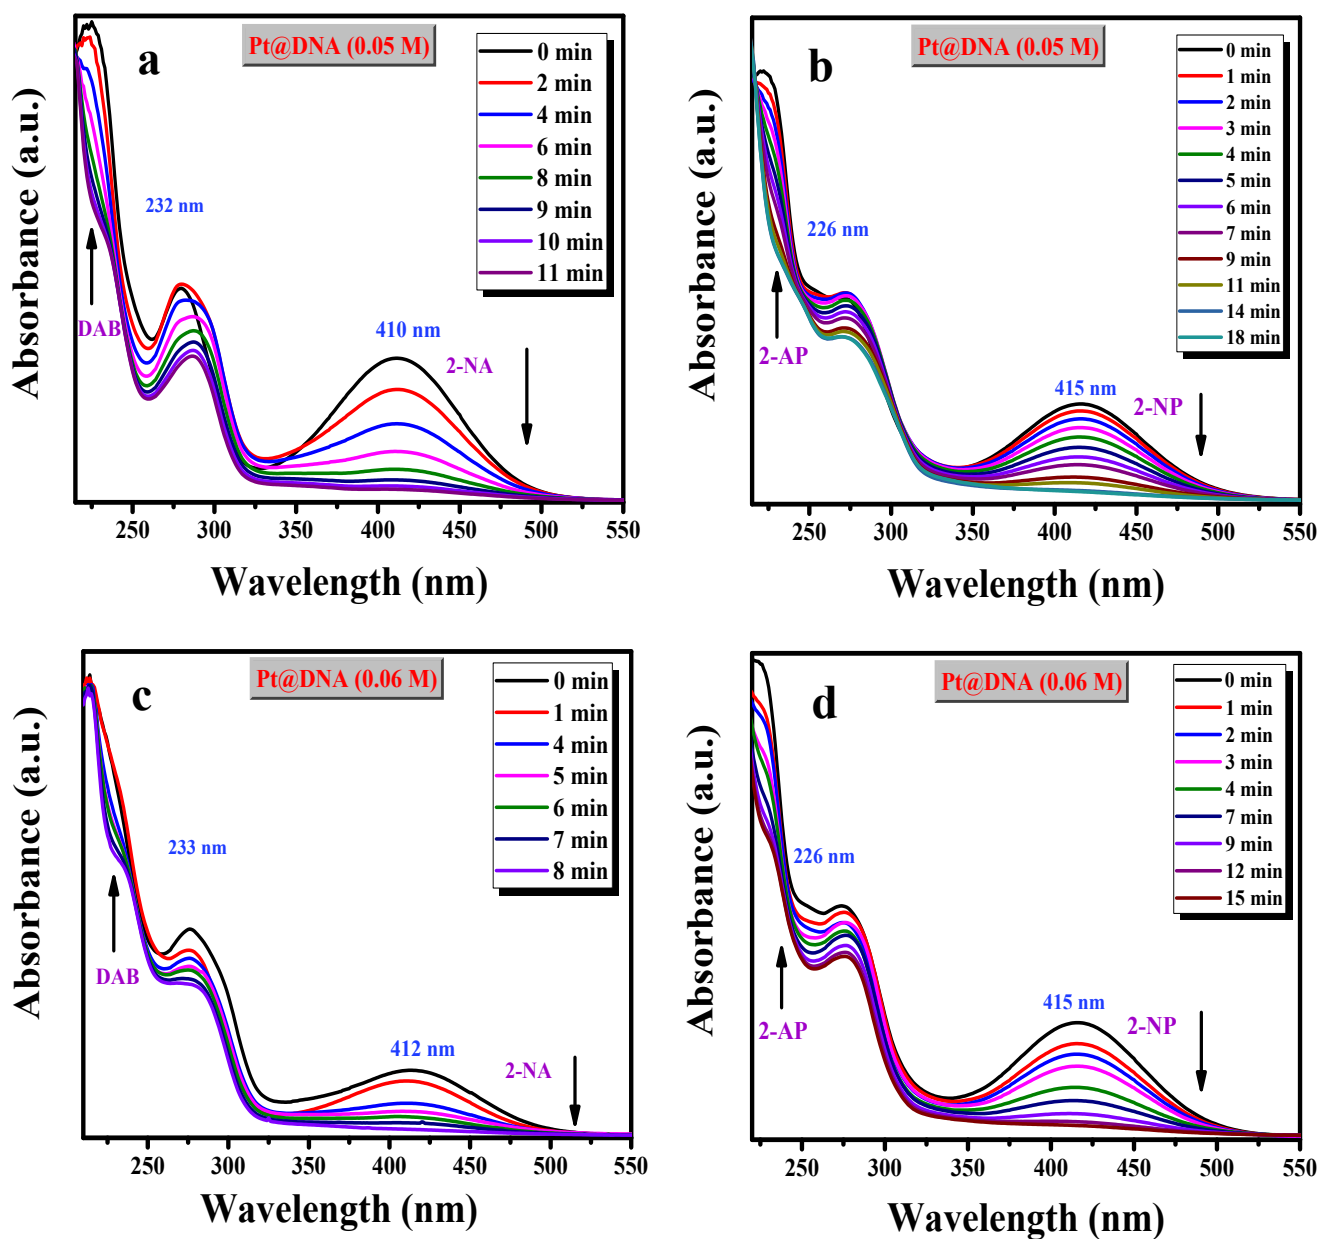 a
Pt@DNA (0.05 M)
0 min
2 min
4 min
6 min
8 min
9 min
10 min
11 min
232 nm
DAB
410 nm
2-NA
Absorbance (a.u.)
250 300 350 400 450 500 550
Wavelength (nm)
b
Pt@DNA (0.05 M)
0 min
1 min
2 min
3 min
4 min
5 min
6 min
7 min
9 min
11 min
14 min
18 min
226 nm
2-AP
415 nm
2-NP
Absorbance (a.u.)
250 300 350 400 450 500 550
Wavelength (nm)
c
Pt@DNA (0.06 M)
0 min
1 min
4 min
5 min
6 min
7 min
8 min
233 nm
DAB
412 nm
2-NA
Absorbance (a.u.)
250 300 350 400 450 500 550
Wavelength (nm)
d
Pt@DNA (0.06 M)
0 min
1 min
2 min
3 min
4 min
7 min
9 min
12 min
15 min
226 nm
2-AP
415 nm
2-NP
Absorbance (a.u.)
250 300 350 400 450 500 550
Wavelength (nm)